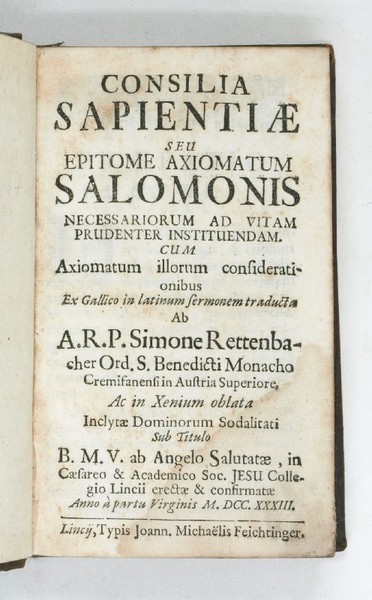 CONSILIA
SAPIENTIÆ
SEU
EPITOME AXIOMATUM
SALOMONIS
NECESSARIORUM AD VITAM
PRUDENTER INSTITUENDAM.
CUM
Axiomatum illorum considerati-
onibus
Ex Gallico in latinum sermonem traducta
Ab
A.R.P. Simone Rettenba-
cher Ord. S. Benedicti Monacho
Cremifanensi in Austria Superiore,
Ac in Xenium oblata
Inclytæ Dominorum Sodalitati
Sub Titulo
B. M. V. ab Angelo Salutatæ, in
Cæsareo & Academico Soc. JESU Colle-
gio Lincii erectæ & confirmatæ
Anno à partu Virginis M. DCC. XXXIII.
Lincij, Typis Joann. Michaëlis Feichtinger.